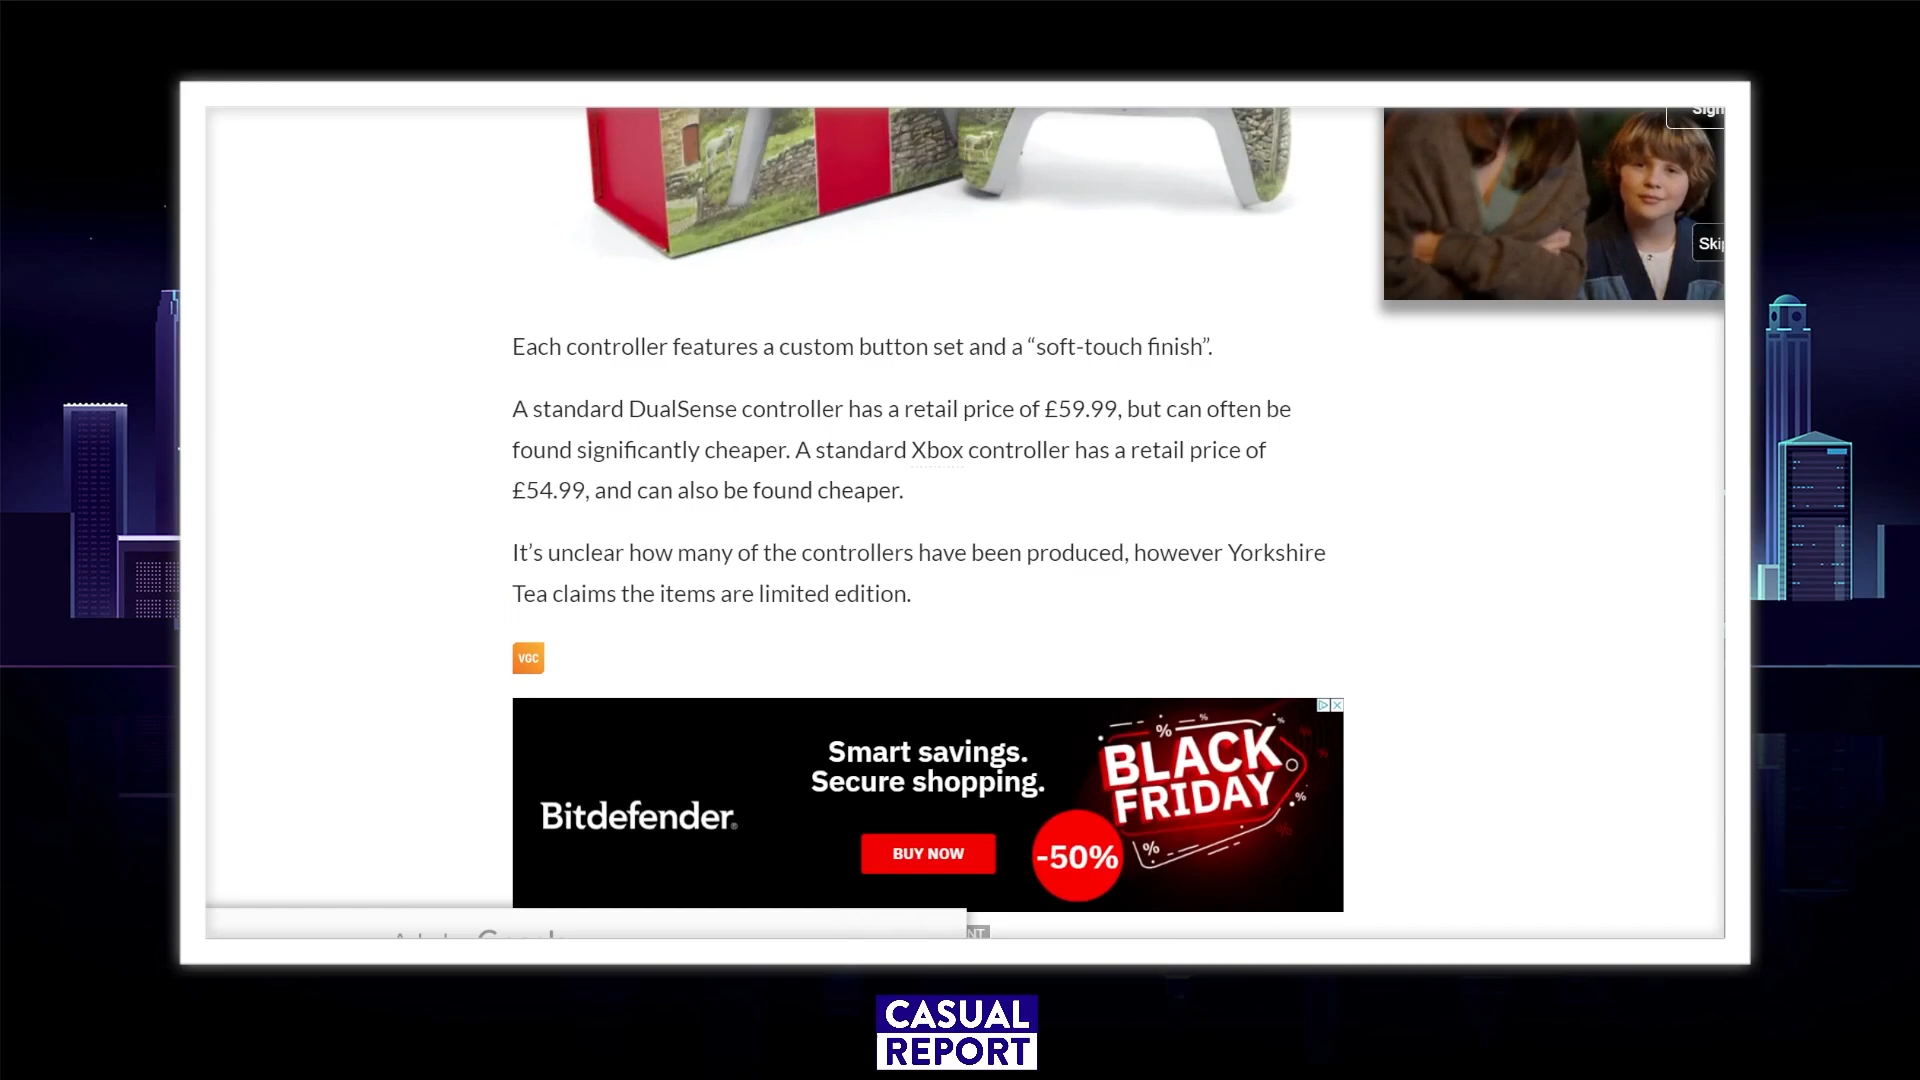 Sign
Skip
Each controller features a custom button set and a “soft-touch finish”.
A standard DualSense controller has a retail price of £59.99, but can often be
found significantly cheaper. A standard Xbox controller has a retail price of
£54.99, and can also be found cheaper.
It’s unclear how many of the controllers have been produced, however Yorkshire
Tea claims the items are limited edition.
VGC
Smart savings.
Secure shopping.
Bitdefender
BUY NOW
BLACK
FRIDAY
-50%
NT
CASUAL
REPORT